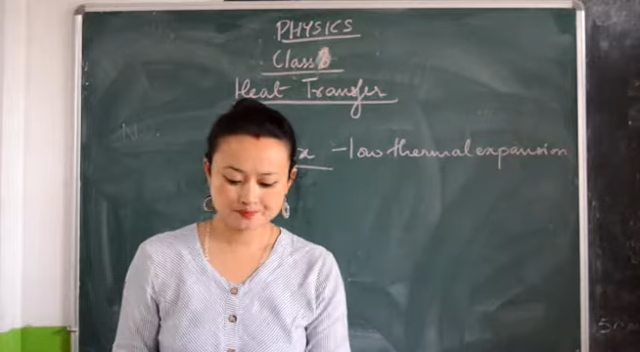 PHYSICS
Class 8
Heat Transfer
x - low thermal expansion